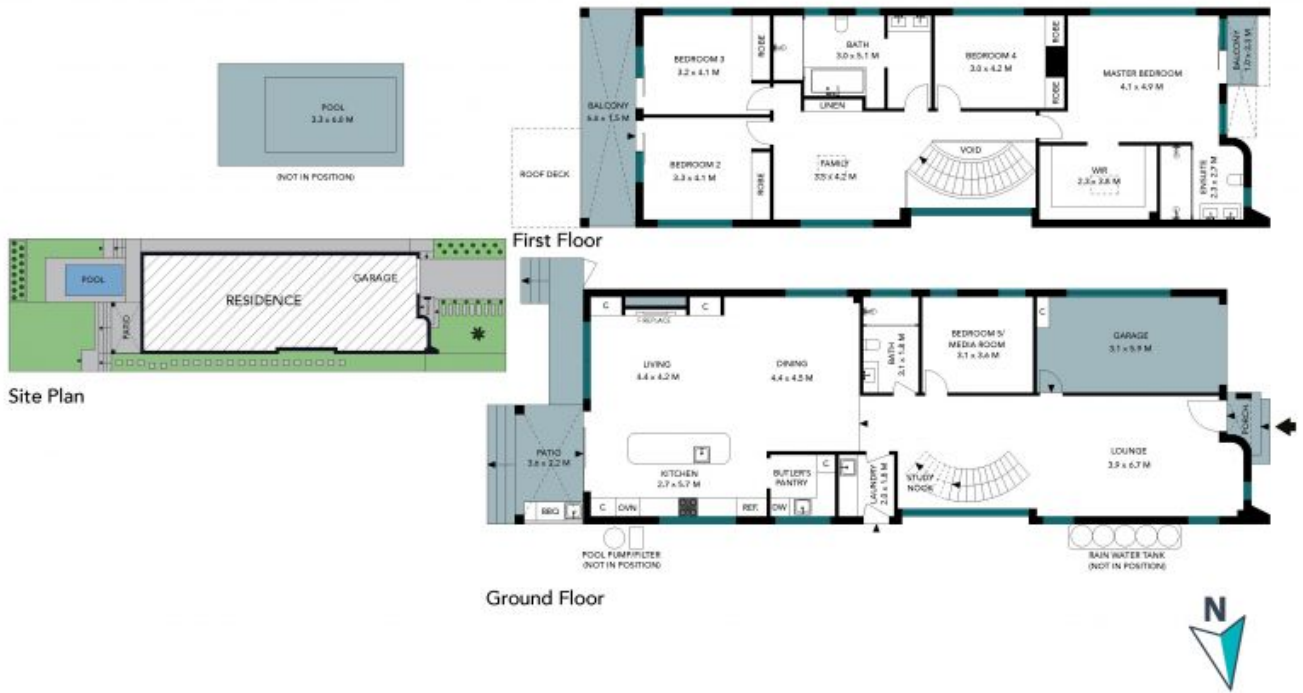 POOL
3.3 x 6.0 M
(NOT IN POSITION)
BEDROOM 3
3.2 x 4.1 M
ROBE
BATH
3.0 x 5.1 M
BEDROOM 4
3.0 x 4.2 M
ROBE
ROBE
MASTER BEDROOM
4.1 x 4.9 M
BALCONY
LINEN
BALCONY
6.6 x 1.5 M
ROOF DECK
BEDROOM 2
3.3 x 4.1 M
ROBE
FAMILY
3.5 x 4.2 M
VOID
WIR
2.3 x 3.8 M
ENSUITE
2.3 x 2.7 M
First Floor
POOL
RESIDENCE
GARAGE
PATIO
Site Plan
C
C
FIREPLACE
LIVING
4.4 x 4.2 M
DINING
4.4 x 4.5 M
BATH
3.1 x 1.8 M
BEDROOM 5/
MEDIA ROOM
3.1 x 3.6 M
C
GARAGE
3.1 x 5.9 M
PORCH
PATIO
3.6 x 2.2 M
KITCHEN
2.7 x 5.7 M
BUTLER'S
PANTRY
C
LAUNDRY
2.0 x 1.8 M
STUDY
NOOK
LOUNGE
3.9 x 6.7 M
BBQ
C
OVN
REF.
DW
POOL PUMP/FILTER
(NOT IN POSITION)
RAIN WATER TANK
(NOT IN POSITION)
Ground Floor
N